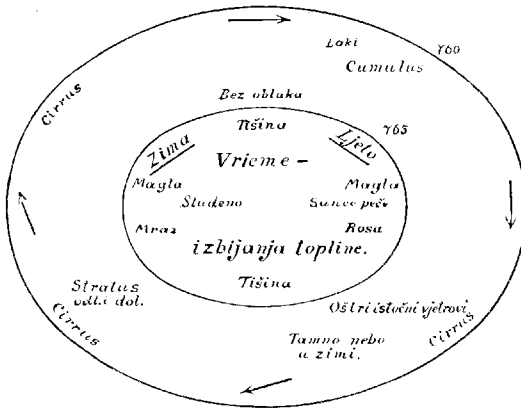 Laki
760
Cumulus
Cirrus
Bez oblaka
Tišina
765
Zima
Ljeto
Vrieme -
Magla
Magla
Studeno
Sunce peče
Mraz
Rosa
izbijanja topline.
Tišina
Stratus
odt.i dol.
Oštri istočni vjetrovi
Cirrus
Cirrus
Tamno nebo
u zimi.